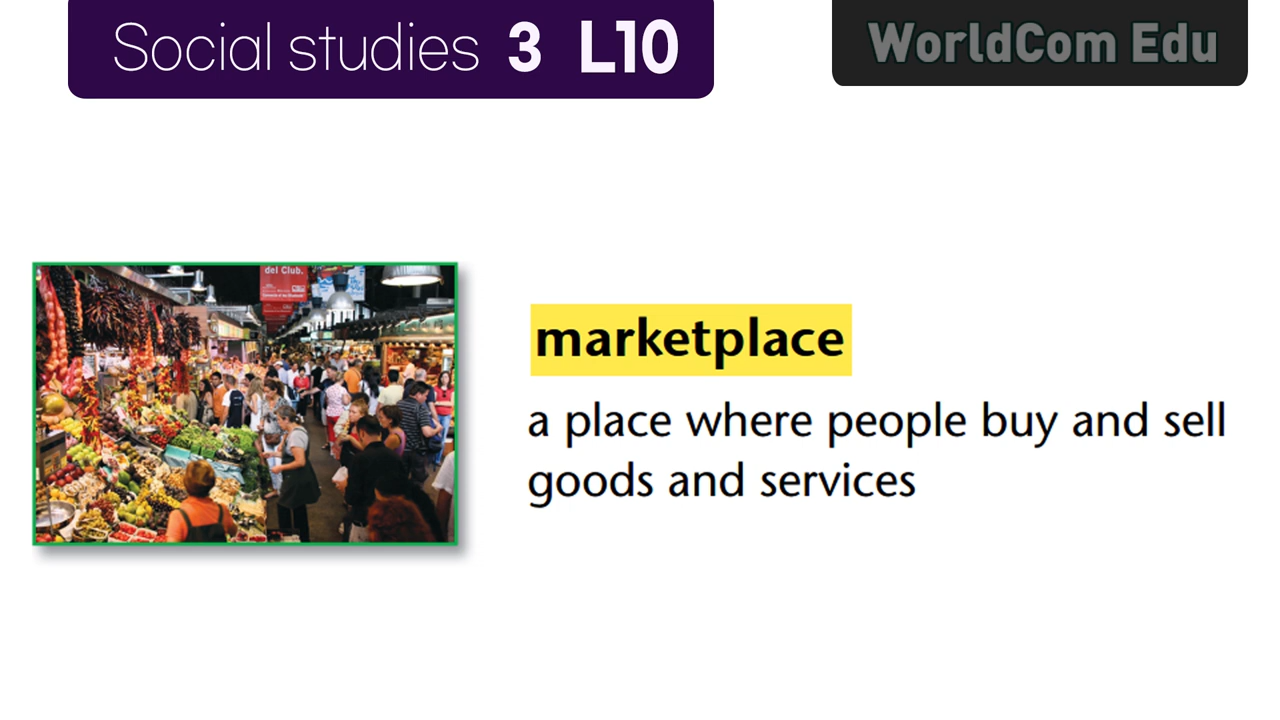 Social studies 3 L10
WorldCom Edu
del Club.
marketplace
a place where people buy and sell
goods and services